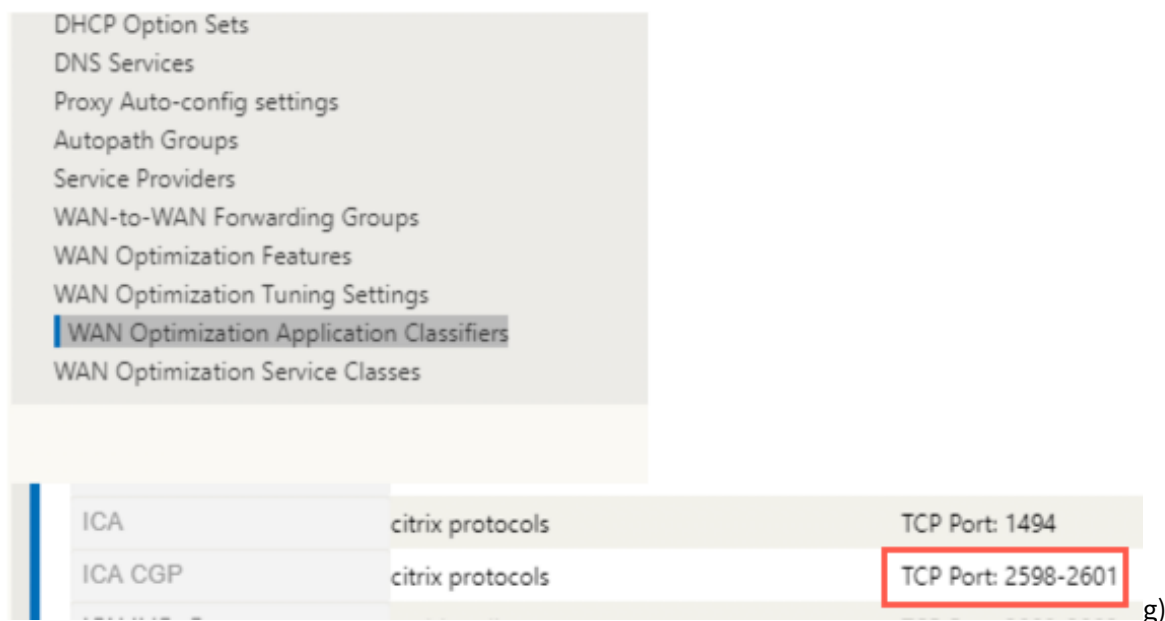 DHCP Option Sets
DNS Services
Proxy Auto-config settings
Autopath Groups
Service Providers
WAN-to-WAN Forwarding Groups
WAN Optimization Features
WAN Optimization Tuning Settings
WAN Optimization Application Classifiers
WAN Optimization Service Classes
ICA citrix protocols TCP Port: 1494
ICA CGP citrix protocols TCP Port: 2598-2601
g)